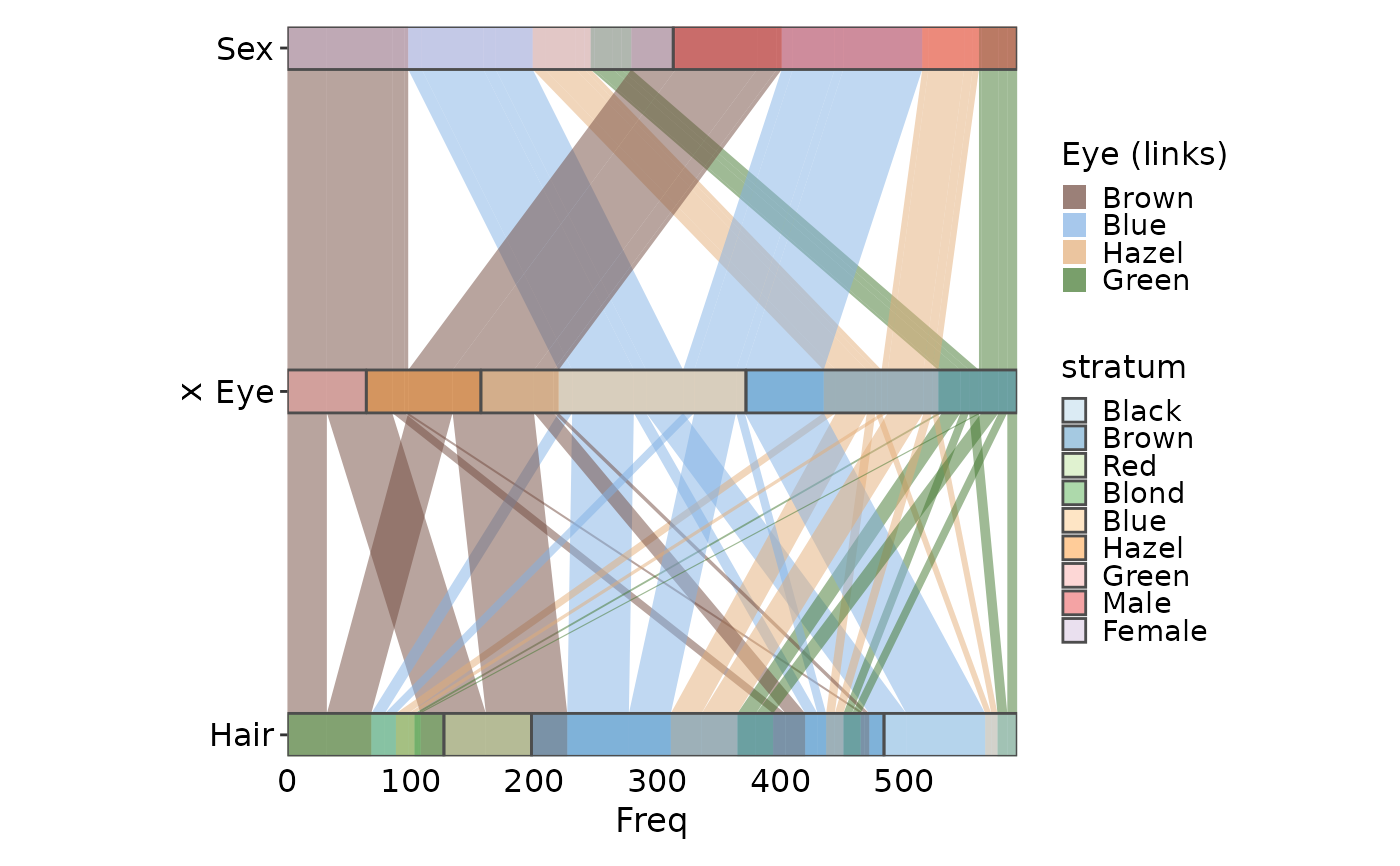 Sex
x
Eye
Hair
0 100 200 300 400 500
Freq
Eye (links)
Brown
Blue
Hazel
Green
stratum
Black
Brown
Red
Blond
Blue
Hazel
Green
Male
Female